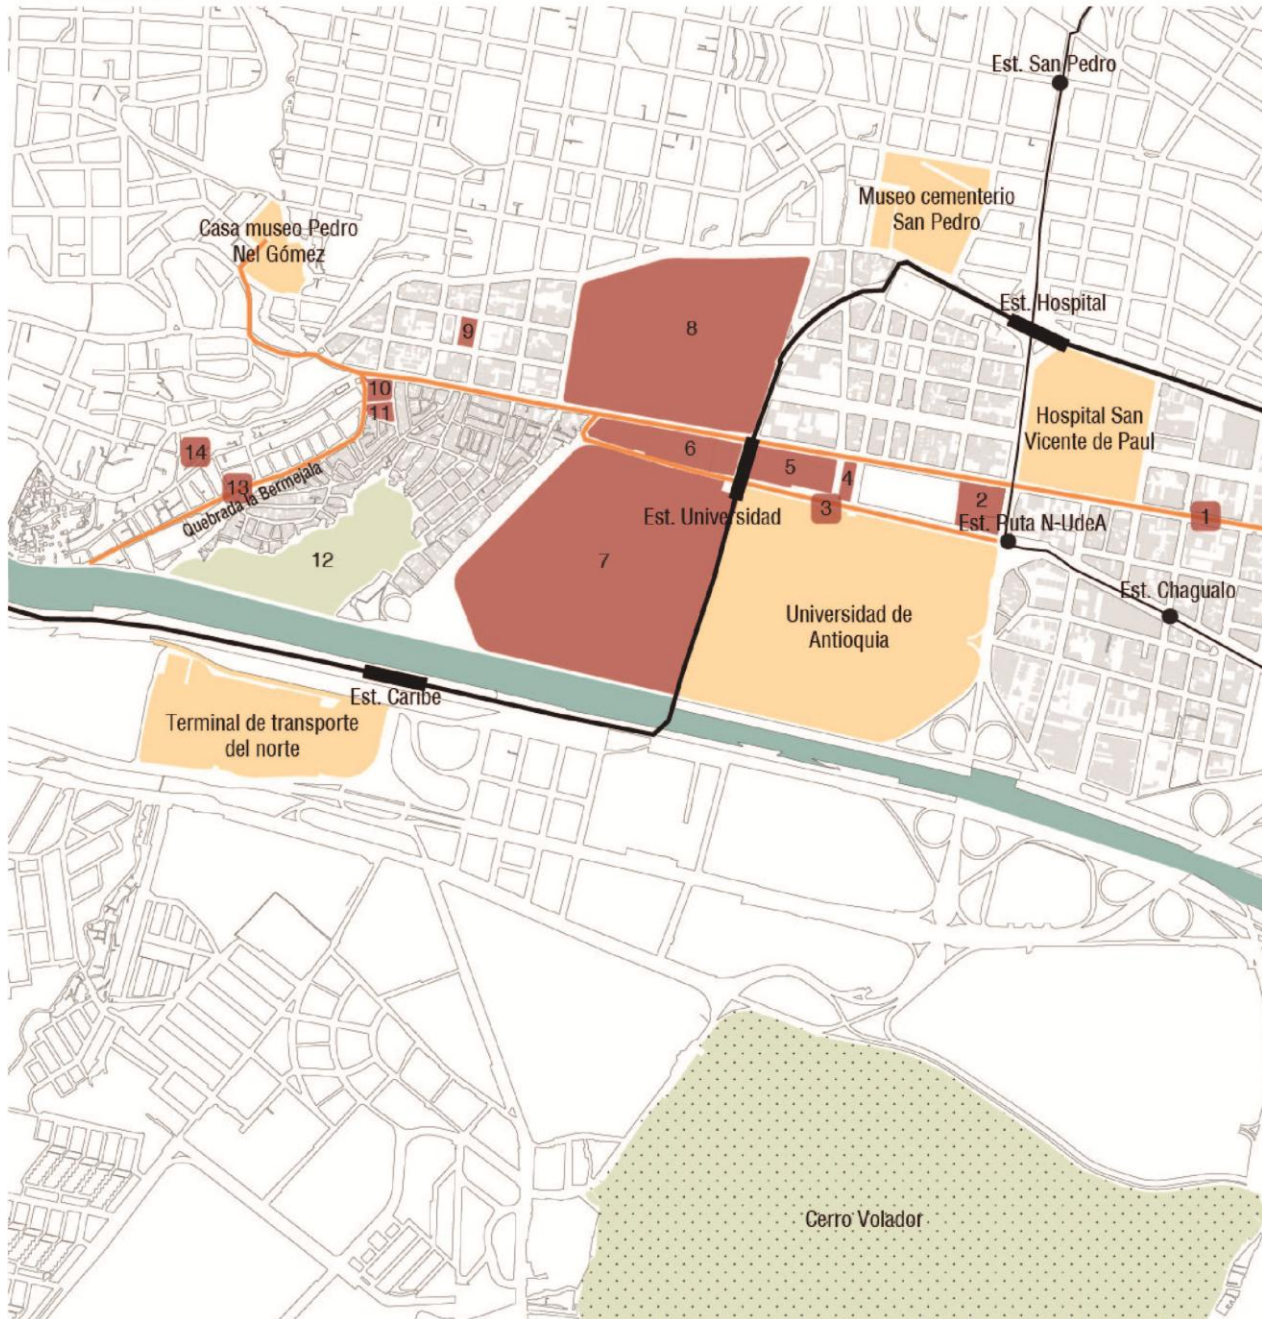 Est. San Pedro
Museo cementerio
San Pedro
Casa museo Pedro
Nel Gómez
Est. Hospital
8
9
10
11
Hospital San
Vicente de Paul
14
13
Quebrada la Bermejala
6
5
4
3
2
1
Est. Universidad
Est. Ruta N-UdeA
12
7
Est. Chagualo
Universidad de
Antioquia
Est. Caribe
Terminal de transporte
del norte
Cerro Volador